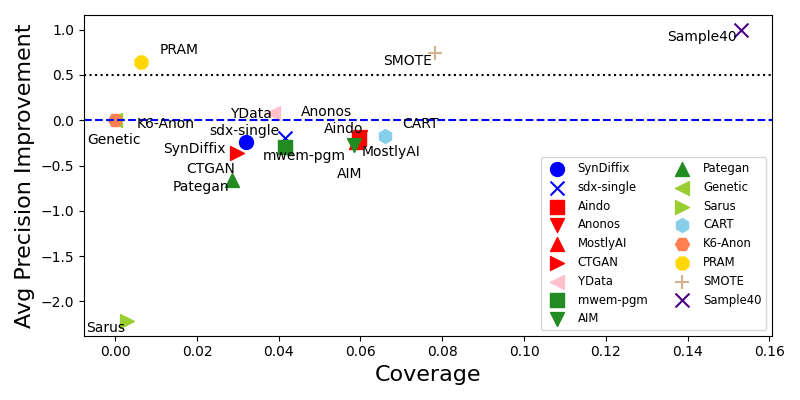 Avg Precision Improvement
1.0
0.5
0.0
−0.5
−1.0
−1.5
−2.0
PRAM
SMOTE
Sample40
Genetic
K6-Anon
YData
Anonos
sdx-single
Aindo
CART
SynDiffix
mwem-pgm
MostlyAI
CTGAN
AIM
Pategan
Sarus
SynDiffix
sdx-single
Aindo
Anonos
MostlyAI
CTGAN
YData
mwem-pgm
AIM
Pategan
Genetic
Sarus
CART
K6-Anon
PRAM
SMOTE
Sample40
0.00
0.02
0.04
0.06
0.08
0.10
0.12
0.14
0.16
Coverage